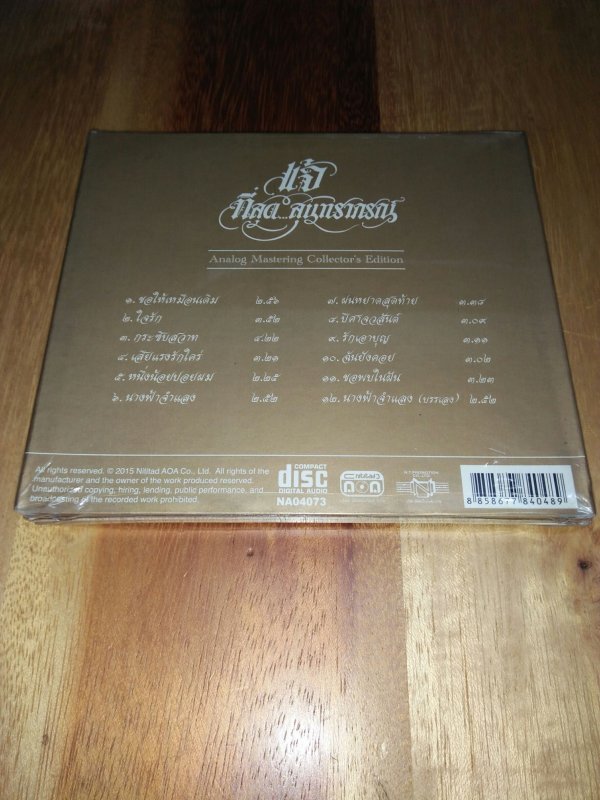 แจ้
ที่สุด...สุนทราภรณ์
Analog Mastering Collector's Edition
๑. ขอให้เหมือนเดิม ๒.๕๖
๒. ใจรัก ๓.๕๒
๓. กระซิบสวาท ๔.๒๒
๔. เสียแรงรักใคร่ ๓.๒๑
๕. หนึ่งน้อยปอยผม ๒.๒๕
๖. นางฟ้าจำแลง ๒.๕๒
๗. ฝนหยาดสุดท้าย ๓.๓๘
๘. ปิศาจวสันต์ ๓.๐๙
๙. รักเอาบุญ ๓.๑๑
๑๐. ฉันยังคอย ๓.๐๒
๑๑. ขอพบในฝัน ๓.๒๓
๑๒. นางฟ้าจำแลง (บรรเลง) ๒.๕๒
All rights reserved. © 2015 Nititad AOA Co., Ltd. All rights of the
manufacturer and the owner of the work produced reserved.
Unauthorized copying, hiring, lending, public performance, and
broadcasting of the recorded work prohibited.
COMPACT
disc
DIGITAL AUDIO
NA04073
AOA
N.T. PROMOTION
8 858677 840489